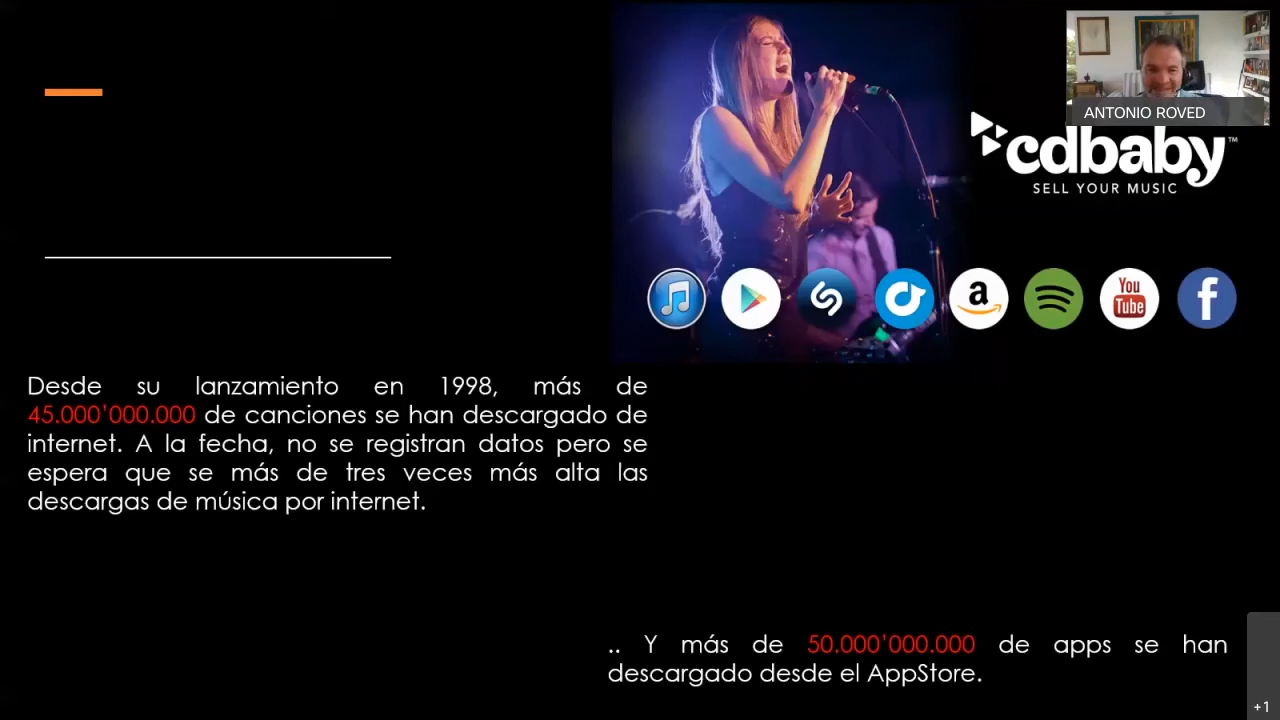 ANTONIO ROVED
cdbaby™
SELL YOUR MUSIC
a
You
Tube
f
Desde su lanzamiento en 1998, más de
45.000’000.000 de canciones se han descargado de
internet. A la fecha, no se registran datos pero se
espera que se más de tres veces más alta las
descargas de música por internet.
.. Y más de 50.000’000.000 de apps se han
descargado desde el AppStore.
+1